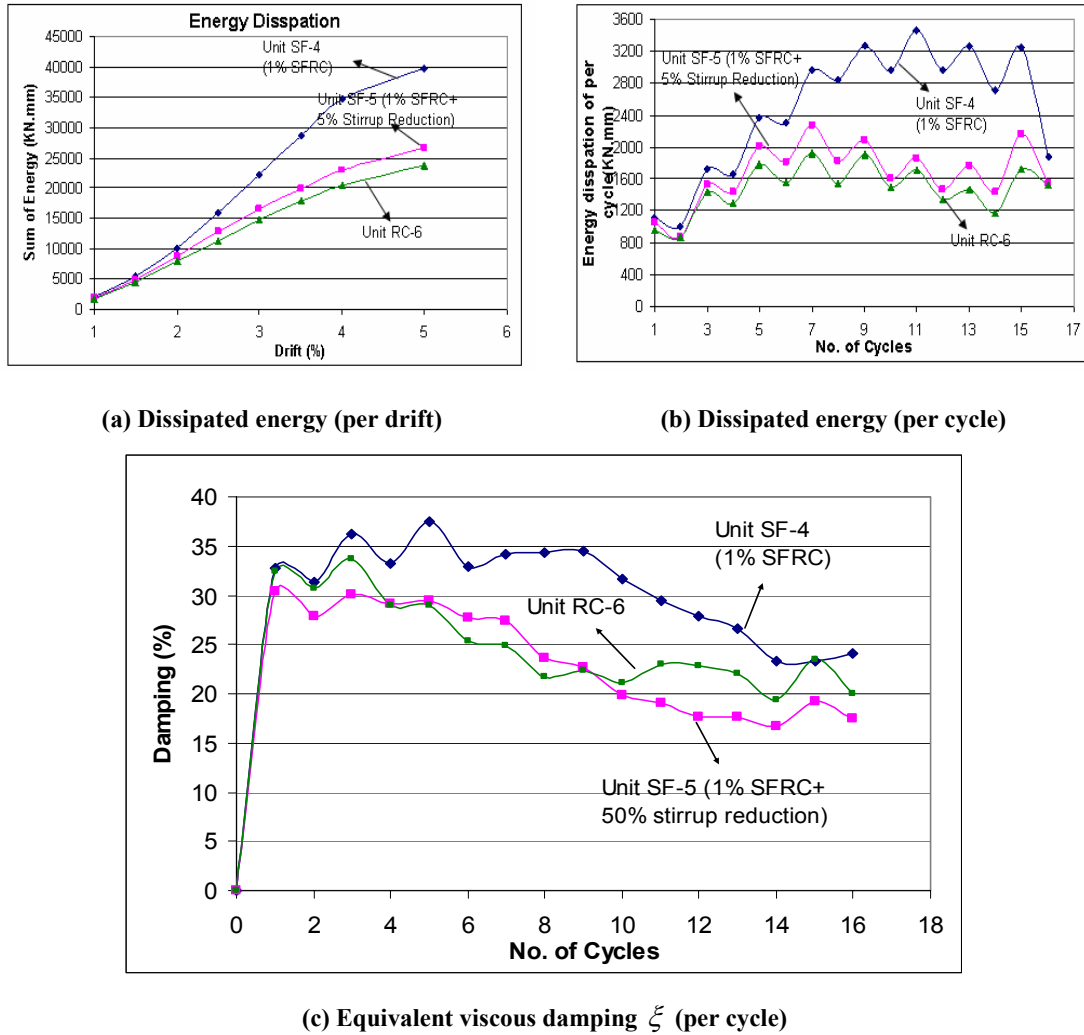 Energy Disspation
Unit SF-4
(1% SFRC)
Unit SF-5 (1% SFRC+
5% Stirrup Reduction)
Unit RC-6
Sum of Energy (KN.mm)
45000
40000
35000
30000
25000
20000
15000
10000
5000
0
1 2 3 4 5 6
Drift (%)
(a) Dissipated energy (per drift)
Energy disspation of per
cycle(KN.mm)
3600
3200
2800
2400
2000
1600
1200
800
400
0
Unit SF-5 (1% SFRC+
5% Stirrup Reduction)
Unit SF-4
(1% SFRC)
Unit RC-6
1 3 5 7 9 11 13 15 17
No. of Cycles
(b) Dissipated energy (per cycle)
Damping (%)
40
35
30
25
20
15
10
5
0
Unit SF-4
(1% SFRC)
Unit RC-6
Unit SF-5 (1% SFRC+
50% stirrup reduction)
0 2 4 6 8 10 12 14 16 18
No. of Cycles
(c) Equivalent viscous damping ξ (per cycle)